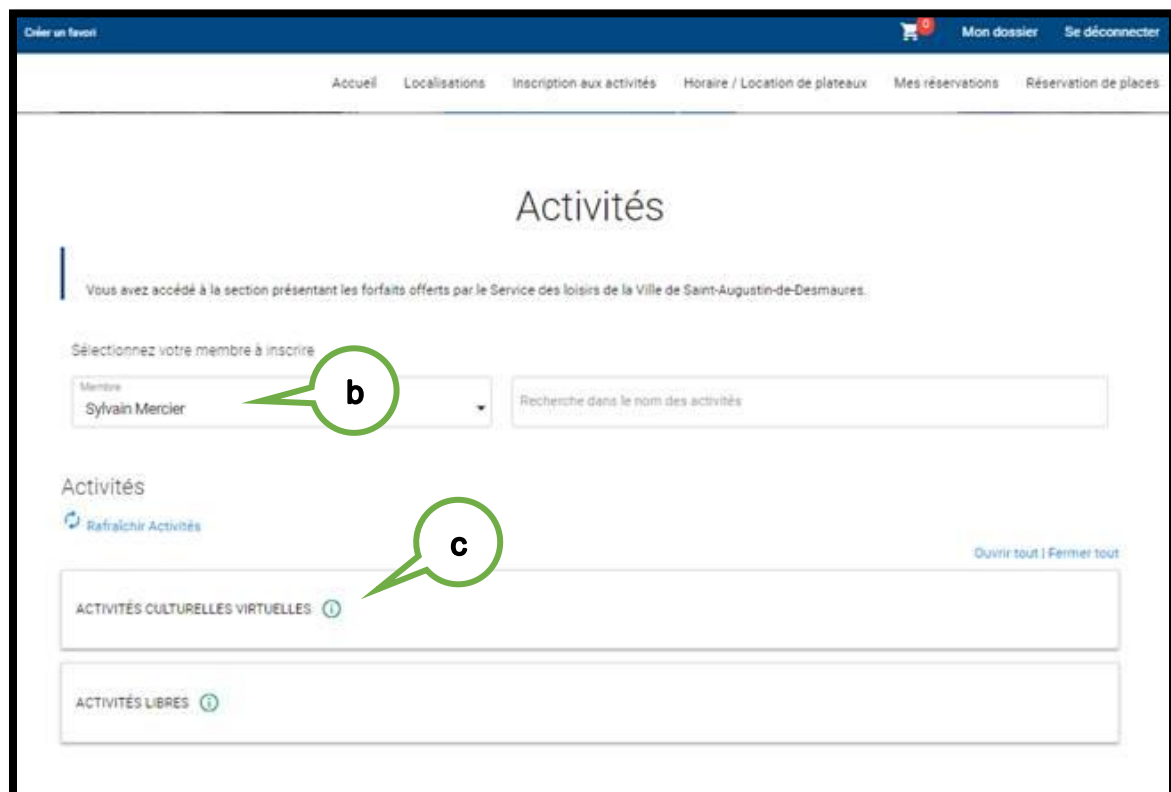 Créer un favori
0
Mon dossier
Se déconnecter
Accueil
Localisations
Inscription aux activités
Horaire / Location de plateaux
Mes réservations
Réservation de places
Activités
Vous avez accédé à la section présentant les forfaits offerts par le Service des loisirs de la Ville de Saint-Augustin-de-Desmaures.
Sélectionnez votre membre à inscrire
Membre
Sylvain Mercier
b
Recherche dans le nom des activités
Activités
Rafraîchir Activités
c
Ouvrir tout | Fermer tout
ACTIVITÉS CULTURELLES VIRTUELLES
ACTIVITÉS LIBRES